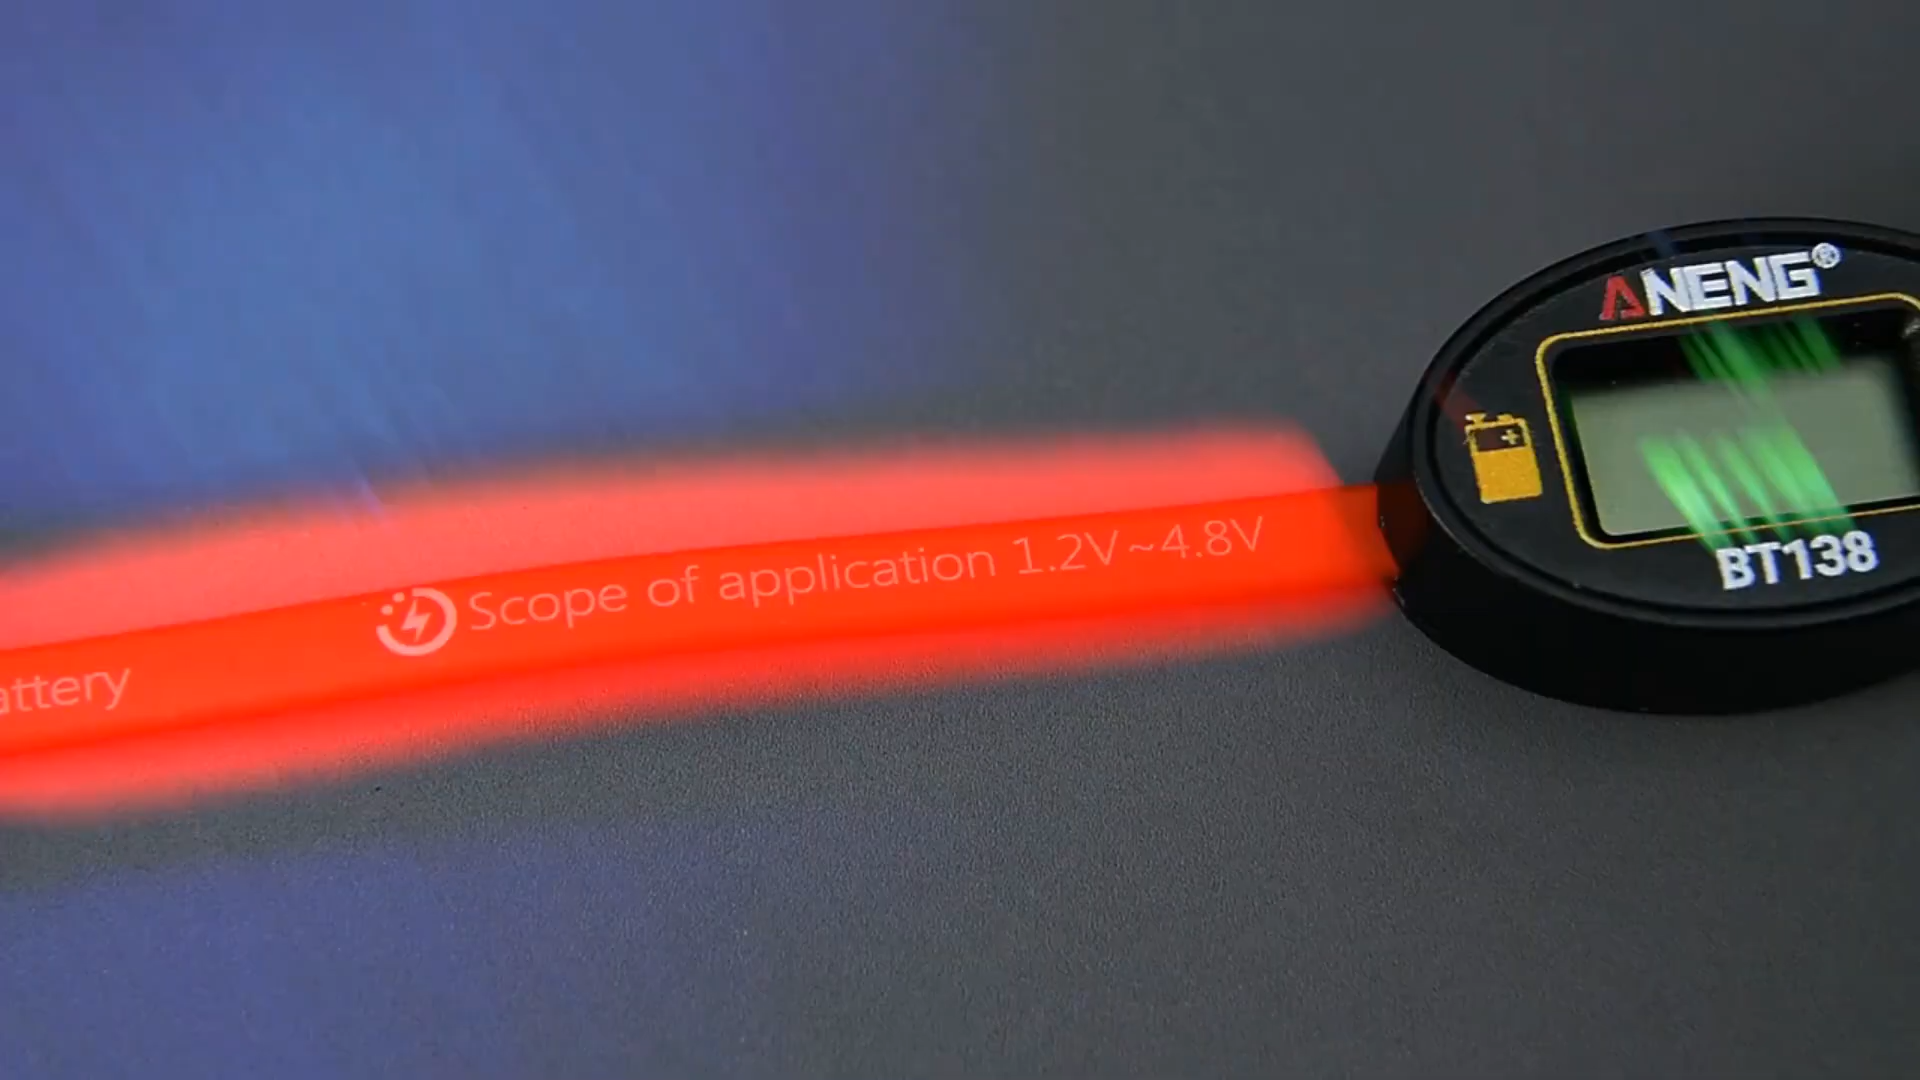 ANENG®
Scope of application 1.2V~4.8V
BT138
attery